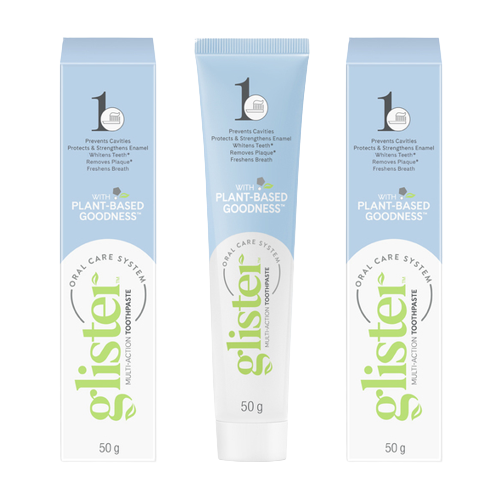 1
Prevents Cavities
Protects & Strengthens Enamel
Whitens Teeth*
Removes Plaque*
Freshens Breath
WITH
PLANT-BASED
GOODNESS™
ORAL CARE SYSTEM
glister™
MULTI-ACTION TOOTHPASTE
50 g
1
Prevents Cavities
Protects & Strengthens Enamel
Whitens Teeth*
Removes Plaque*
Freshens Breath
WITH
PLANT-BASED
GOODNESS™
ORAL CARE SYSTEM
glister™
MULTI-ACTION TOOTHPASTE
50 g
1
Prevents Cavities
Protects & Strengthens Enamel
Whitens Teeth*
Removes Plaque*
Freshens Breath
WITH
PLANT-BASED
GOODNESS™
ORAL CARE SYSTEM
glister™
MULTI-ACTION TOOTHPASTE
50 g